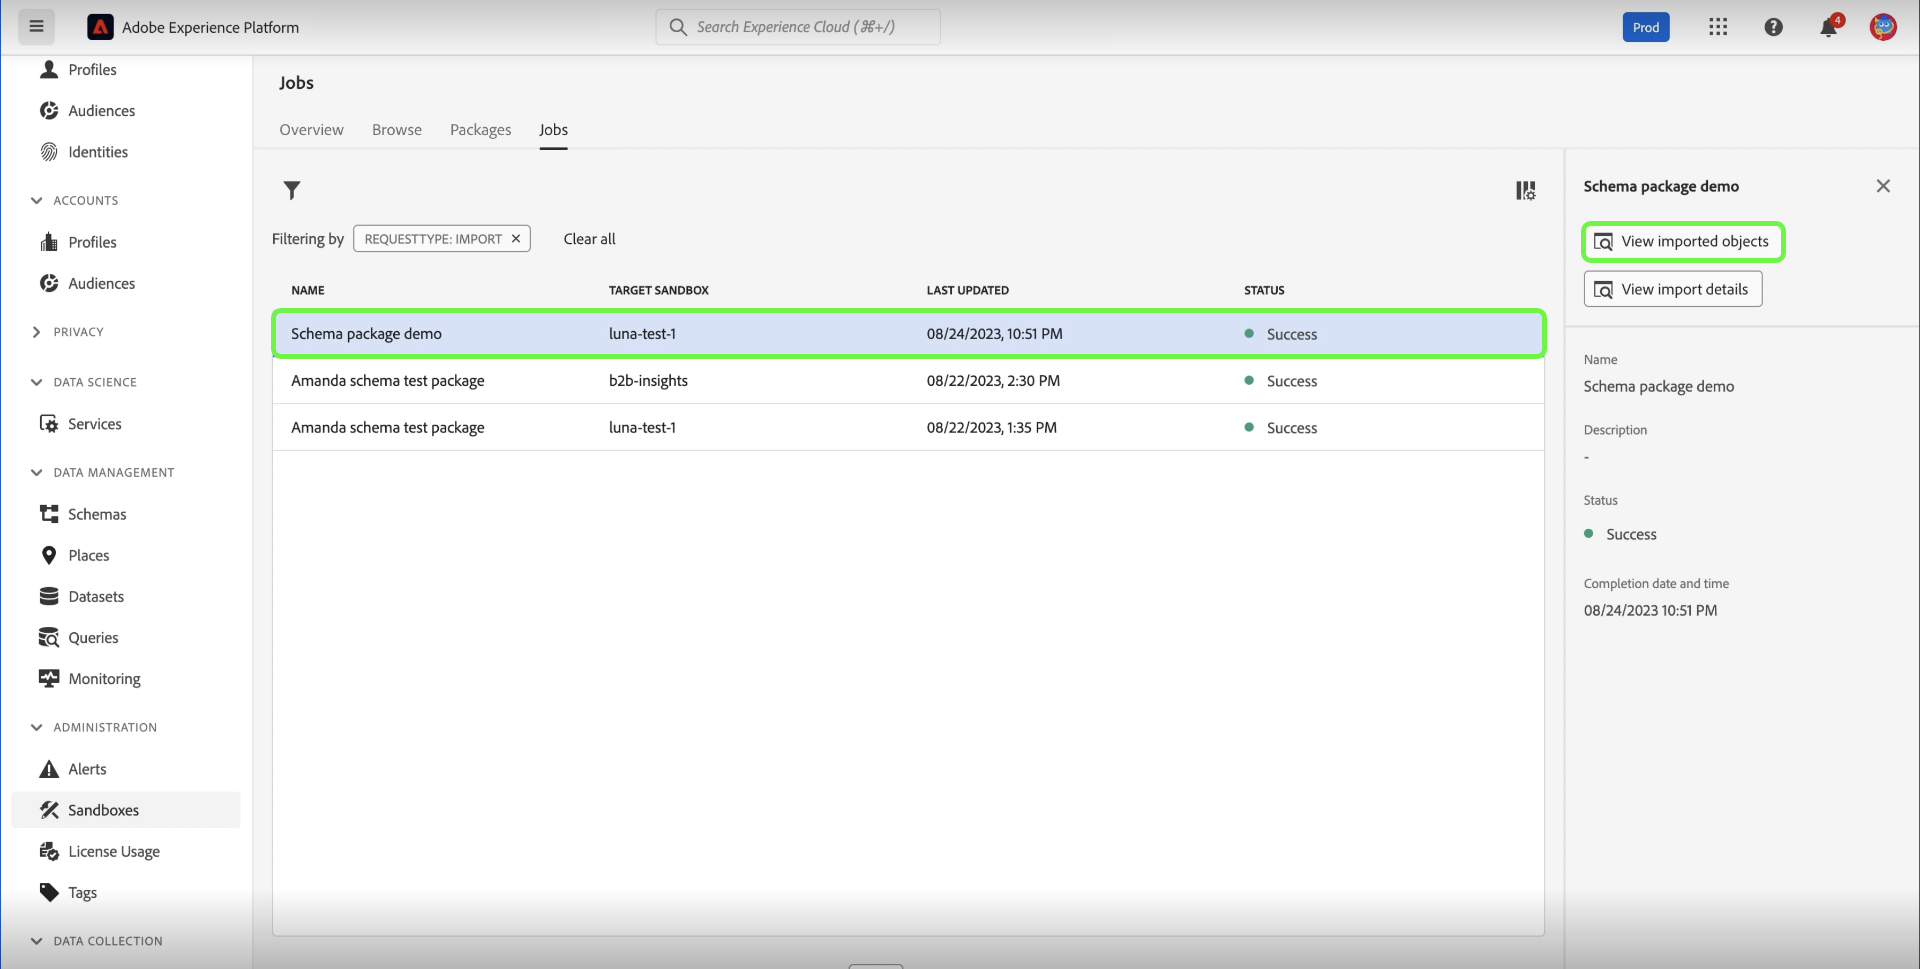 Adobe Experience Platform
Search Experience Cloud (⌘+/)
Prod
4
Profiles
Audiences
Identities
ACCOUNTS
Profiles
Audiences
PRIVACY
DATA SCIENCE
Services
DATA MANAGEMENT
Schemas
Places
Datasets
Queries
Monitoring
ADMINISTRATION
Alerts
Sandboxes
License Usage
Tags
DATA COLLECTION
Jobs
Overview Browse Packages Jobs
Filtering by REQUESTTYPE: IMPORT Clear all
NAME TARGET SANDBOX LAST UPDATED STATUS
Schema package demo luna-test-1 08/24/2023, 10:51 PM Success
Amanda schema test package b2b-insights 08/22/2023, 2:30 PM Success
Amanda schema test package luna-test-1 08/22/2023, 1:35 PM Success
Schema package demo
View imported objects
View import details
Name
Schema package demo
Description
-
Status
Success
Completion date and time
08/24/2023 10:51 PM